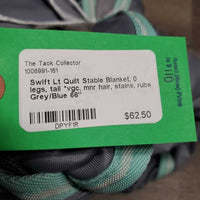 The Tack Collector
1006991-161
Swift Lt Quilt Stable Blanket, 0
legs, tail *vgc, mnr hair, stains, rubs
Grey/Blue 66"
$62.50
DPYF1R